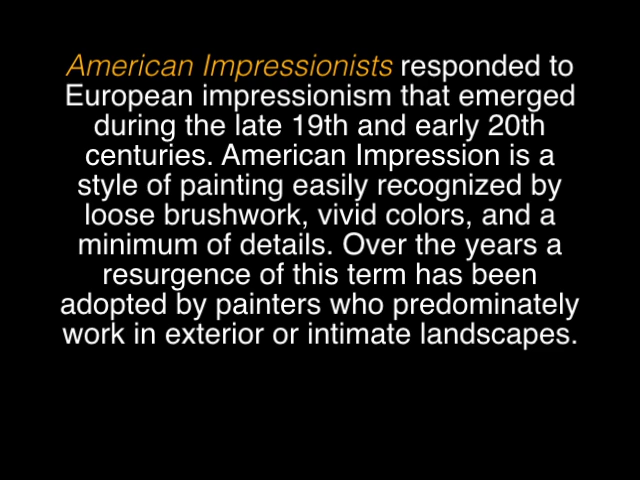 American Impressionists responded to
European impressionism that emerged
during the late 19th and early 20th
centuries. American Impression is a
style of painting easily recognized by
loose brushwork, vivid colors, and a
minimum of details. Over the years a
resurgence of this term has been
adopted by painters who predominately
work in exterior or intimate landscapes.